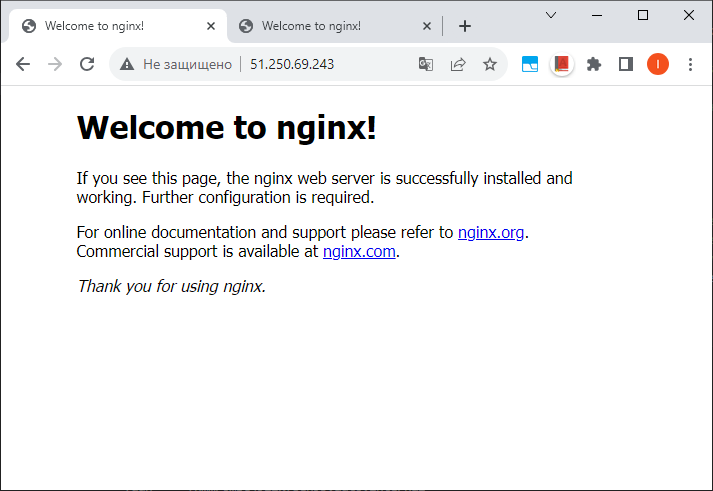 Welcome to nginx!
Welcome to nginx!
Не защищено 51.250.69.243
I
Welcome to nginx!
If you see this page, the nginx web server is successfully installed and
working. Further configuration is required.
For online documentation and support please refer to nginx.org.
Commercial support is available at nginx.com.
Thank you for using nginx.